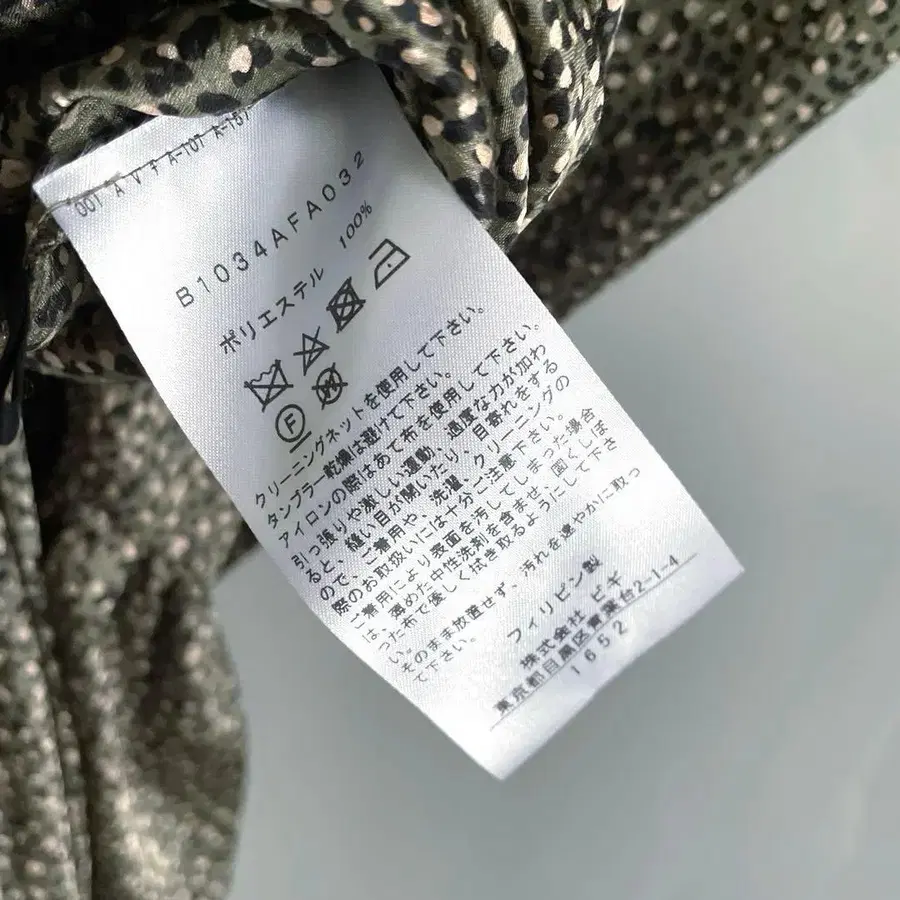 001 A V F A-107 A-157
B1034AFA032
ポリエステル 100%
F W
クリーニングネットを使用して下さい。
タンブラー乾燥は避けて下さい。
アイロンの際はあて布を使用して下さい。
引っ張りや激しい運動、過度な力が加わ
ると、縫い目が開いたり、目寄れをする
ので、ご着用や、洗濯、クリーニングの
際のお取扱いには十分ご注意下さい。
ご着用により表面を汚してしまった場合
は、薄めた中性洗剤を含ませ、固くしぼ
った布で優しく拭き取るようにして下さ
い。
そのまま放置せず、汚れを速やかに取っ
て下さい。
フィリピン製
株式会社 ビギ
東京都目黒区東が丘2-1-4
1652